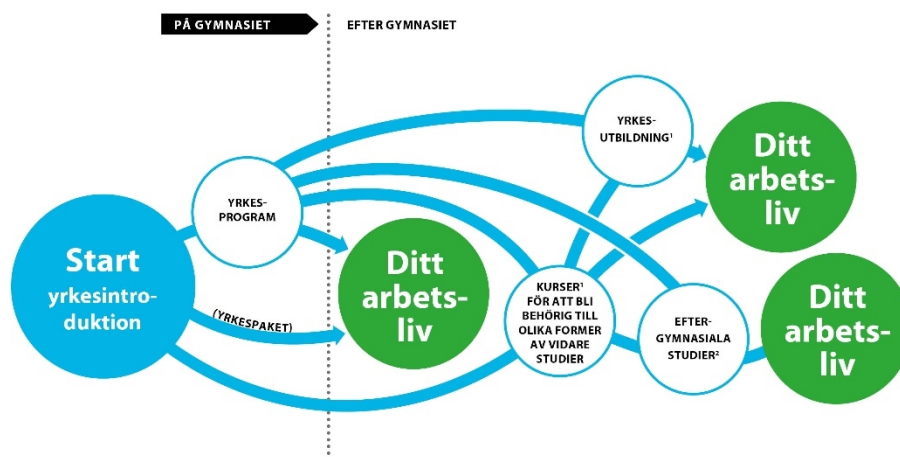 PÅ GYMNASIET
EFTER GYMNASIET
Start
yrkesintro-
duktion
YRKES-
PROGRAM
(YRKESPAKET)
Ditt
arbets-
liv
YRKES-
UTBILDNING¹
Ditt
arbets-
liv
KURSER¹
FÖR ATT BLI
BEHÖRIG TILL
OLIKA FORMER
AV VIDARE
STUDIER
EFTER-
GYMNASIALA
STUDIER²
Ditt
arbets-
liv